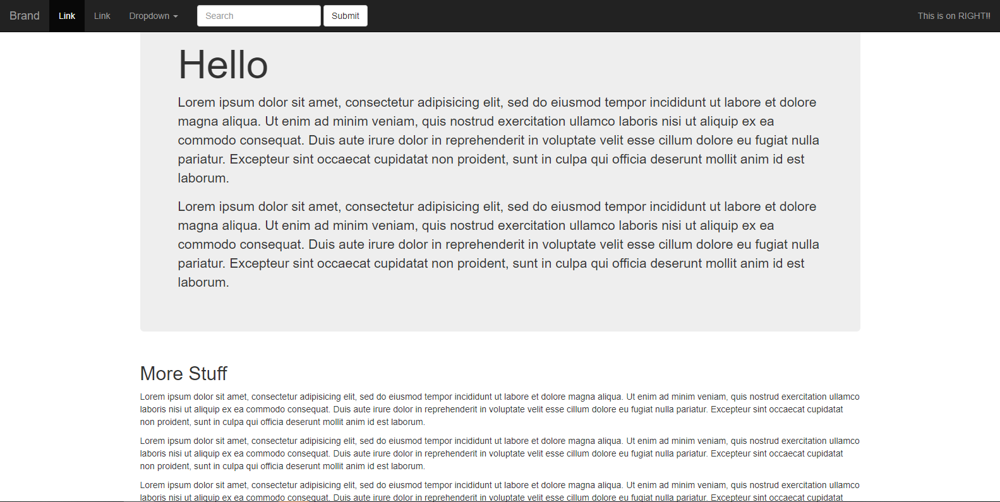 Brand Link Link Dropdown Search Submit This is on RIGHT!!
Hello
Lorem ipsum dolor sit amet, consectetur adipisicing elit, sed do eiusmod tempor incididunt ut labore et dolore
magna aliqua. Ut enim ad minim veniam, quis nostrud exercitation ullamco laboris nisi ut aliquip ex ea
commodo consequat. Duis aute irure dolor in reprehenderit in voluptate velit esse cillum dolore eu fugiat nulla
pariatur. Excepteur sint occaecat cupidatat non proident, sunt in culpa qui officia deserunt mollit anim id est
laborum.
Lorem ipsum dolor sit amet, consectetur adipisicing elit, sed do eiusmod tempor incididunt ut labore et dolore
magna aliqua. Ut enim ad minim veniam, quis nostrud exercitation ullamco laboris nisi ut aliquip ex ea
commodo consequat. Duis aute irure dolor in reprehenderit in voluptate velit esse cillum dolore eu fugiat nulla
pariatur. Excepteur sint occaecat cupidatat non proident, sunt in culpa qui officia deserunt mollit anim id est
laborum.
More Stuff
Lorem ipsum dolor sit amet, consectetur adipisicing elit, sed do eiusmod tempor incididunt ut labore et dolore magna aliqua. Ut enim ad minim veniam, quis nostrud exercitation ullamco
laboris nisi ut aliquip ex ea commodo consequat. Duis aute irure dolor in reprehenderit in voluptate velit esse cillum dolore eu fugiat nulla pariatur. Excepteur sint occaecat cupidatat
non proident, sunt in culpa qui officia deserunt mollit anim id est laborum.
Lorem ipsum dolor sit amet, consectetur adipisicing elit, sed do eiusmod tempor incididunt ut labore et dolore magna aliqua. Ut enim ad minim veniam, quis nostrud exercitation ullamco
laboris nisi ut aliquip ex ea commodo consequat. Duis aute irure dolor in reprehenderit in voluptate velit esse cillum dolore eu fugiat nulla pariatur. Excepteur sint occaecat cupidatat
non proident, sunt in culpa qui officia deserunt mollit anim id est laborum.
Lorem ipsum dolor sit amet, consectetur adipisicing elit, sed do eiusmod tempor incididunt ut labore et dolore magna aliqua. Ut enim ad minim veniam, quis nostrud exercitation ullamco
laboris nisi ut aliquip ex ea commodo consequat. Duis aute irure dolor in reprehenderit in voluptate velit esse cillum dolore eu fugiat nulla pariatur. Excepteur sint occaecat cupidatat